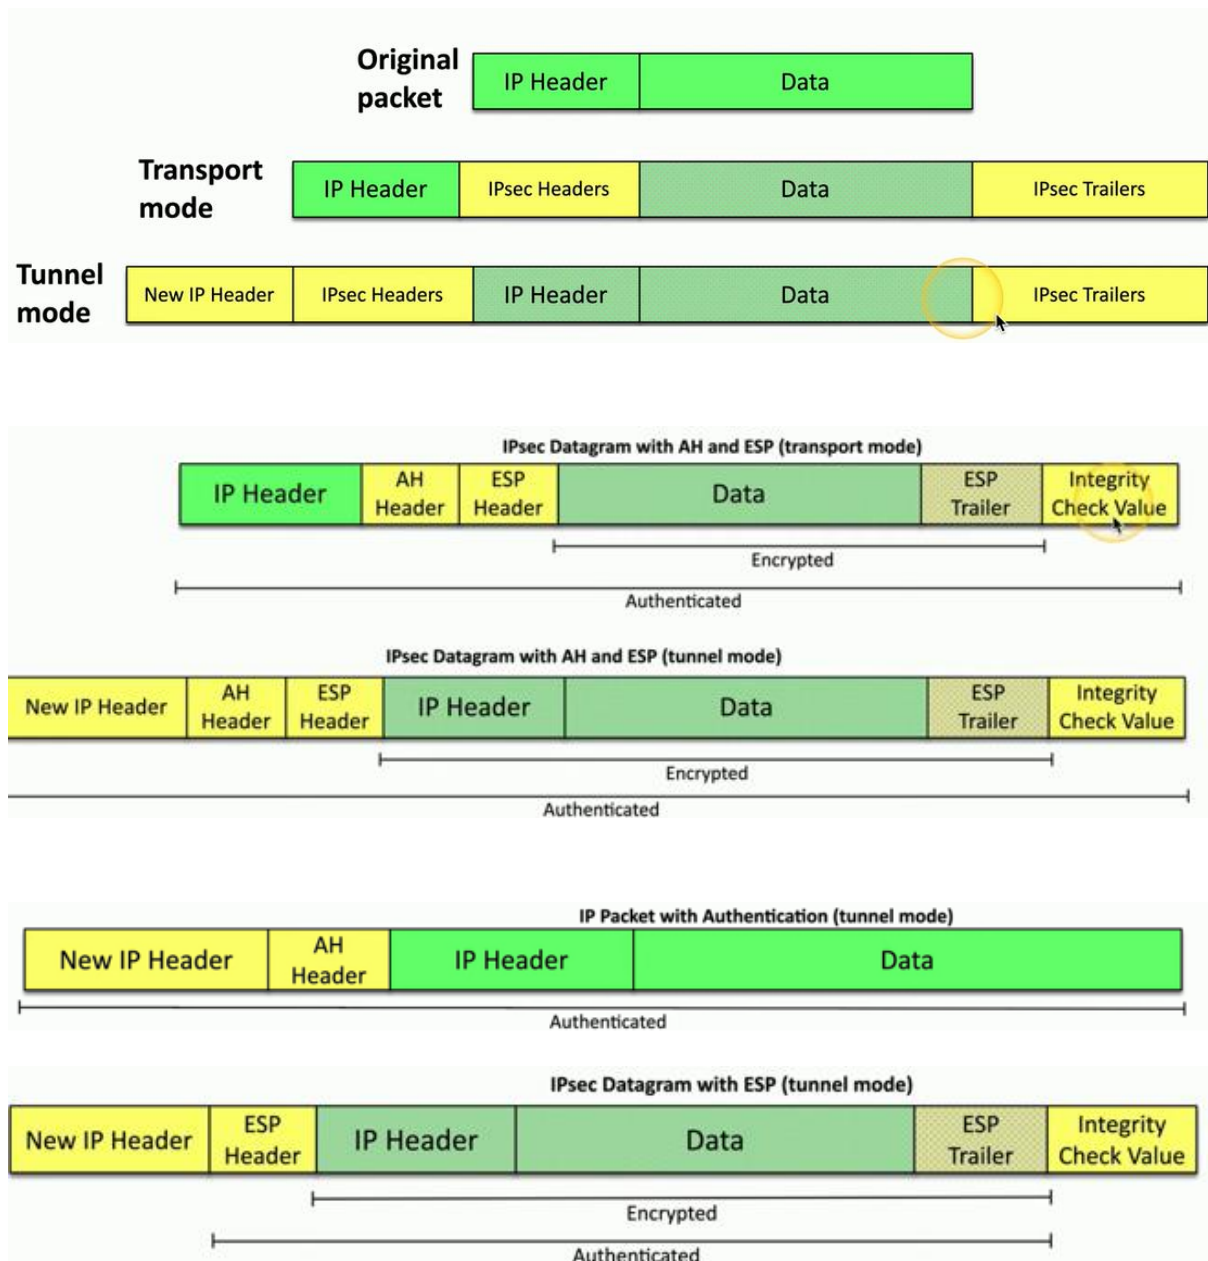 Original
packet
IP Header
Data
Transport
mode
IP Header
IPsec Headers
Data
IPsec Trailers
Tunnel
mode
New IP Header
IPsec Headers
IP Header
Data
IPsec Trailers
IPsec Datagram with AH and ESP (transport mode)
IP Header
AH
Header
ESP
Header
Data
ESP
Trailer
Integrity
Check Value
Encrypted
Authenticated
IPsec Datagram with AH and ESP (tunnel mode)
New IP Header
AH
Header
ESP
Header
IP Header
Data
ESP
Trailer
Integrity
Check Value
Encrypted
Authenticated
IP Packet with Authentication (tunnel mode)
New IP Header
AH
Header
IP Header
Data
Authenticated
IPsec Datagram with ESP (tunnel mode)
New IP Header
ESP
Header
IP Header
Data
ESP
Trailer
Integrity
Check Value
Encrypted
Authenticated